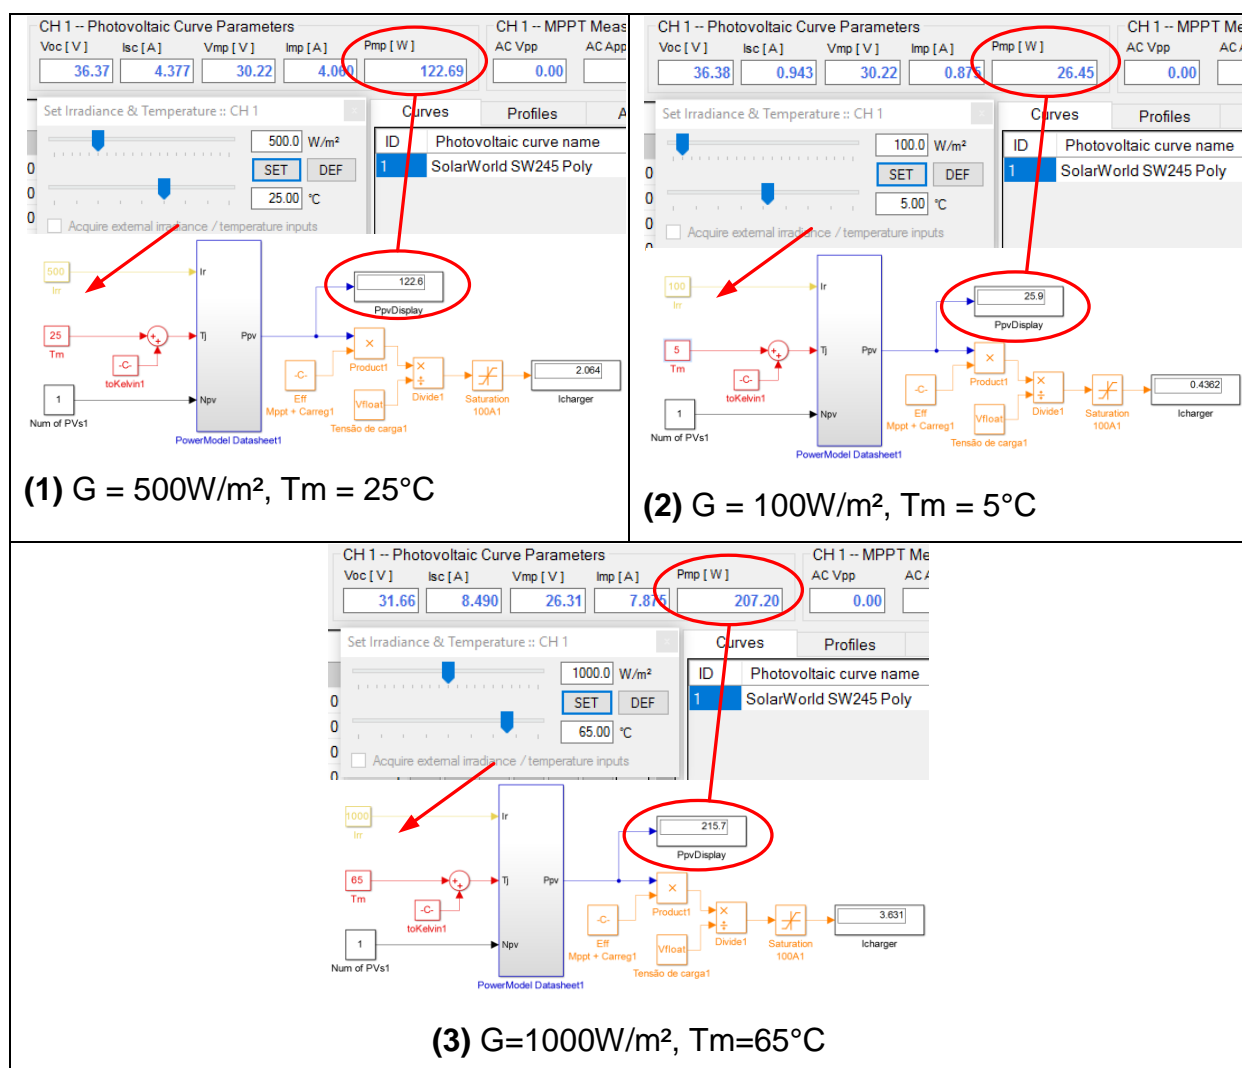 CH 1 -- Photovoltaic Curve Parameters
CH 1 -- MPPT Meas
Voc [ V ] Isc [ A ] Vmp [ V ] Imp [ A ] Pmp [ W ] AC Vpp AC App
36.37 4.377 30.22 4.060 122.69 0.00
Set Irradiance & Temperature :: CH 1 x
Curves Profiles A
500.0 W/m²
ID Photovoltaic curve name
0 SET DEF
1 SolarWorld SW245 Poly
0 25.00 °C
0 Acquire external irradiance / temperature inputs
500
Irr
Ir
122.6
PpvDisplay
25
Tm
-C-
toKelvin1
Tj
Ppv
×
Product1
-C-
Eff
Mppt + Carreg1
×
÷
Divide1
Saturation
100A1
2.064
Icharger
1
Num of PVs1
Npv
Vfloat
Tensão de carga1
PowerModel Datasheet1
(1) G = 500W/m², Tm = 25°C
CH 1 -- Photovoltaic Curve Parameters
CH 1 -- MPPT Me
Voc [ V ] Isc [ A ] Vmp [ V ] Imp [ A ] Pmp [ W ] AC Vpp AC A
36.38 0.943 30.22 0.875 26.45 0.00
Set Irradiance & Temperature :: CH 1
Curves Profiles
100.0 W/m²
ID Photovoltaic curve name
0 SET DEF
1 SolarWorld SW245 Poly
0 5.00 °C
0 Acquire external irradiance / temperature inputs
100
Irr
Ir
25.9
PpvDisplay
5
Tm
-C-
toKelvin1
Tj
Ppv
×
Product1
-C-
Eff
Mppt + Carreg1
×
÷
Divide1
Saturation
100A1
0.4362
Icharger
1
Num of PVs1
Npv
Vfloat
Tensão de carga1
PowerModel Datasheet1
(2) G = 100W/m², Tm = 5°C
CH 1 -- Photovoltaic Curve Parameters
CH 1 -- MPPT Me
Voc [ V ] Isc [ A ] Vmp [ V ] Imp [ A ] Pmp [ W ] AC Vpp AC A
31.66 8.490 26.31 7.875 207.20 0.00
Set Irradiance & Temperature :: CH 1 x
Curves Profiles
1000.0 W/m²
ID Photovoltaic curve name
0 SET DEF
1 SolarWorld SW245 Poly
0 65.00 °C
0 Acquire external irradiance / temperature inputs
1000
Irr
Ir
215.7
PpvDisplay
65
Tm
-C-
toKelvin1
Tj
Ppv
×
Product1
-C-
Eff
Mppt + Carreg1
×
÷
Divide1
Saturation
100A1
3.631
Icharger
1
Num of PVs1
Npv
Vfloat
Tensão de carga1
PowerModel Datasheet1
(3) G=1000W/m², Tm=65°C